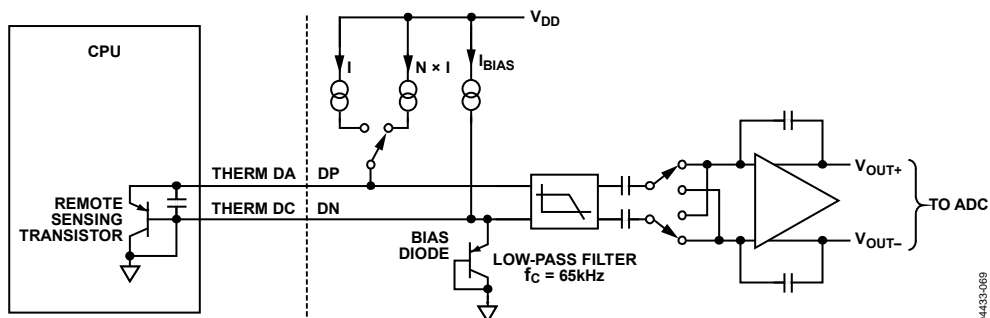 CPU
V_DD
I
N × I
I_BIAS
THERM DA
DP
THERM DC
DN
REMOTE
SENSING
TRANSISTOR
BIAS
DIODE
LOW-PASS FILTER
f_C = 65kHz
V_OUT+
TO ADC
V_OUT–
04433-069